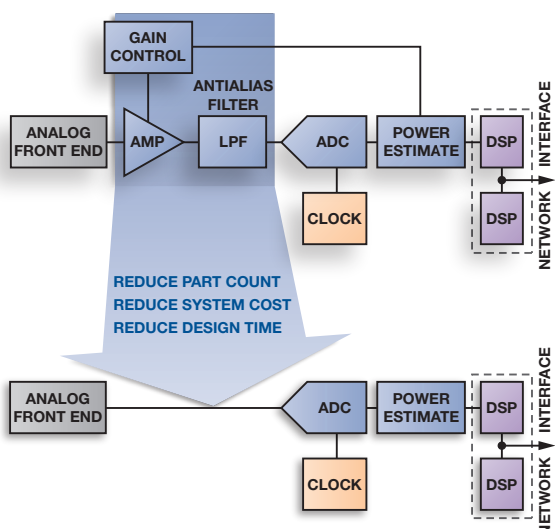 GAIN
CONTROL
ANTIALIAS
FILTER
ANALOG
FRONT END
AMP
LPF
ADC
POWER
ESTIMATE
DSP
CLOCK
DSP
NETWORK INTERFACE
REDUCE PART COUNT
REDUCE SYSTEM COST
REDUCE DESIGN TIME
ANALOG
FRONT END
ADC
POWER
ESTIMATE
DSP
CLOCK
DSP
NETWORK INTERFACE